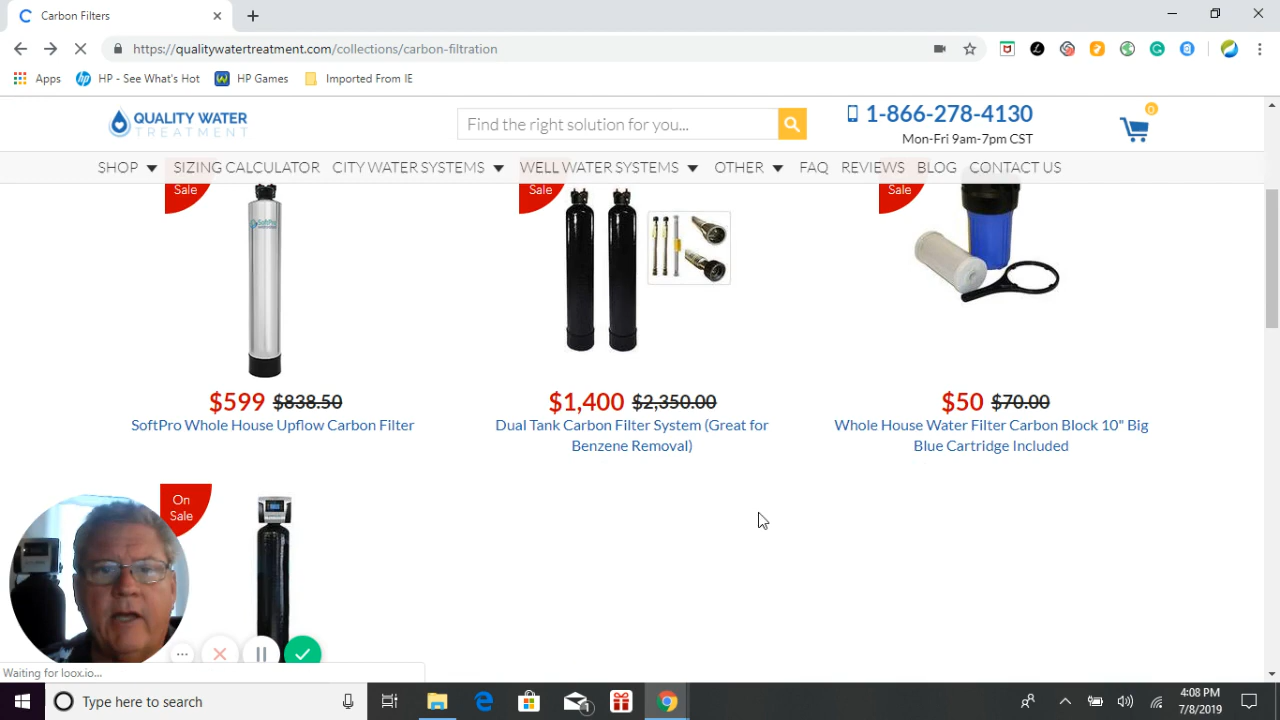 Carbon Filters
https://qualitywatertreatment.com/collections/carbon-filtration
Apps
HP - See What's Hot
HP Games
Imported From IE
QUALITY WATER
TREATMENT
Find the right solution for you...
1-866-278-4130
Mon-Fri 9am-7pm CST
0
SHOP
SIZING CALCULATOR
CITY WATER SYSTEMS
WELL WATER SYSTEMS
OTHER
FAQ
REVIEWS
BLOG
CONTACT US
Sale
Sale
Sale
SoftPro
$599 $838.50
SoftPro Whole House Upflow Carbon Filter
$1,400 $2,350.00
Dual Tank Carbon Filter System (Great for
Benzene Removal)
$50 $70.00
Whole House Water Filter Carbon Block 10" Big
Blue Cartridge Included
On
Sale
Waiting for loox.io...
Type here to search
1
4:08 PM
7/8/2019